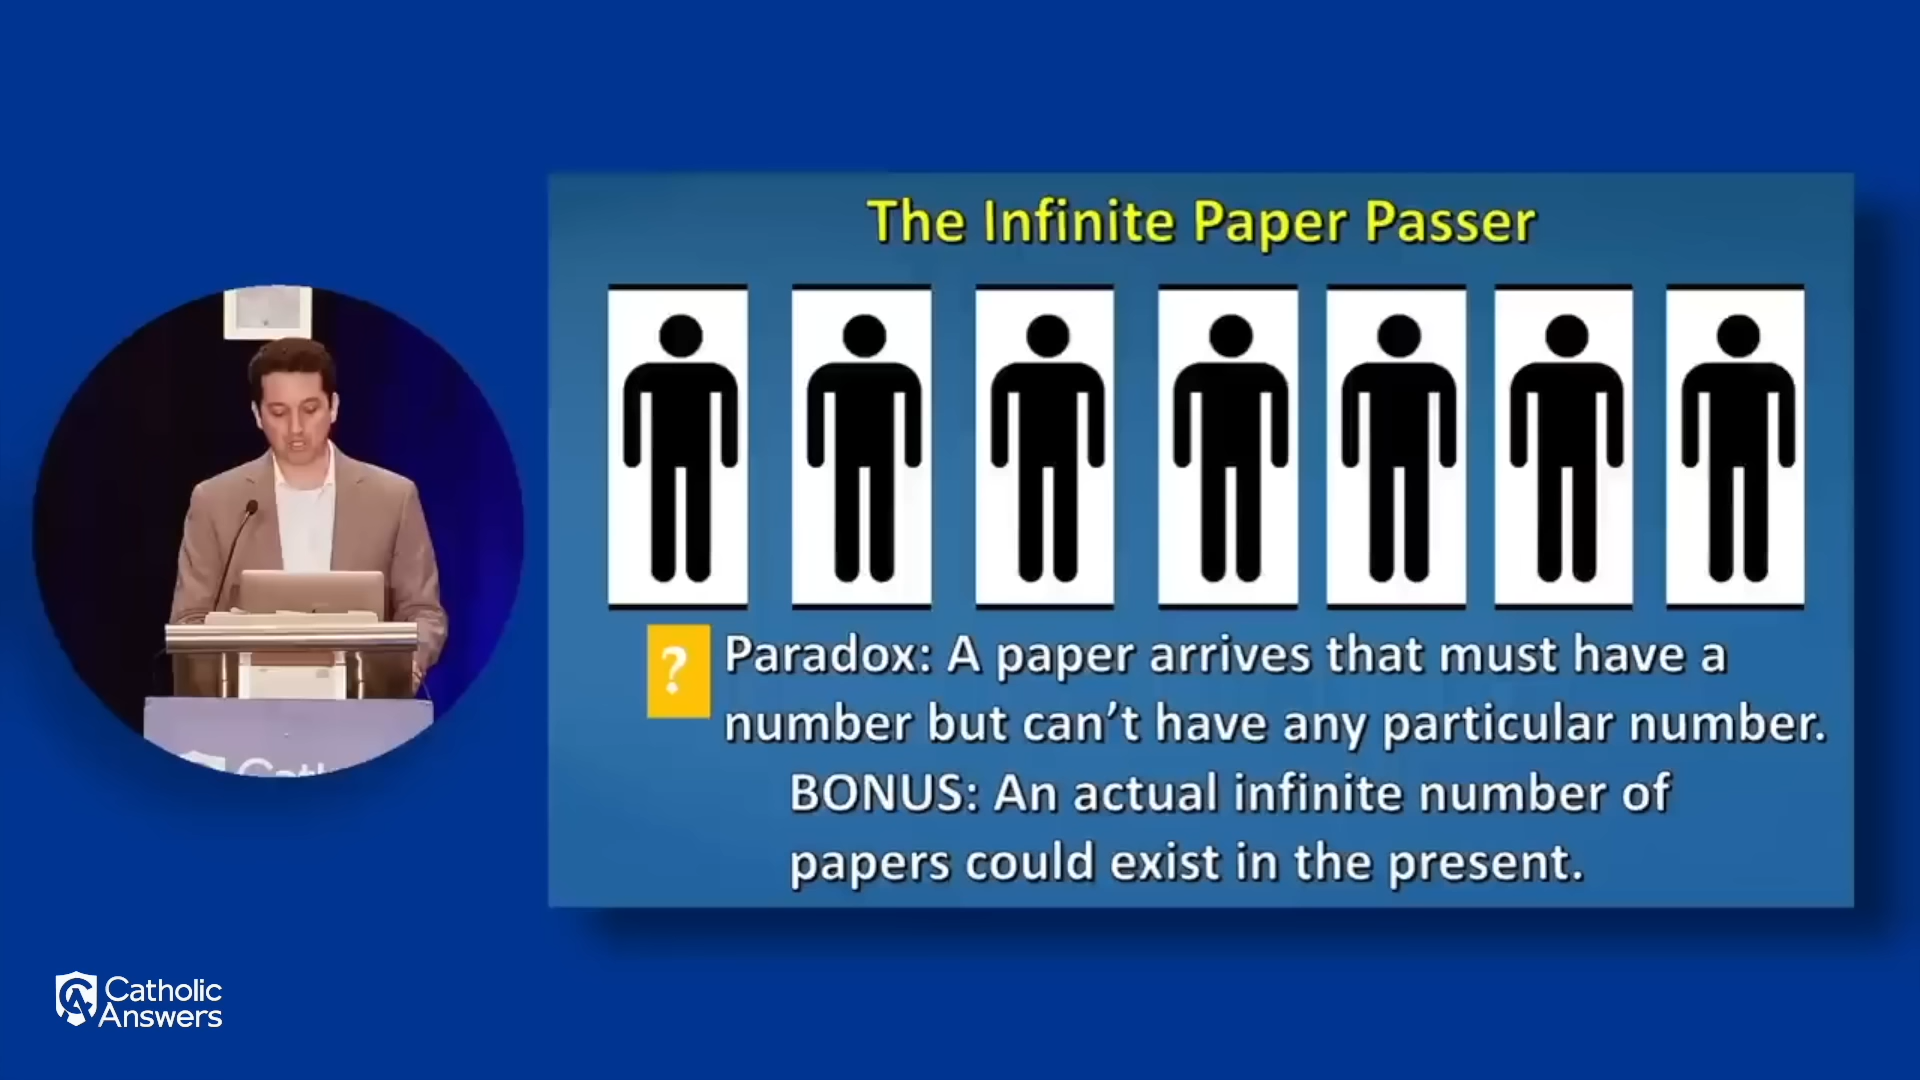 The Infinite Paper Passer
?
Paradox: A paper arrives that must have a
number but can’t have any particular number.
BONUS: An actual infinite number of
papers could exist in the present.
Cath
Catholic
Answers